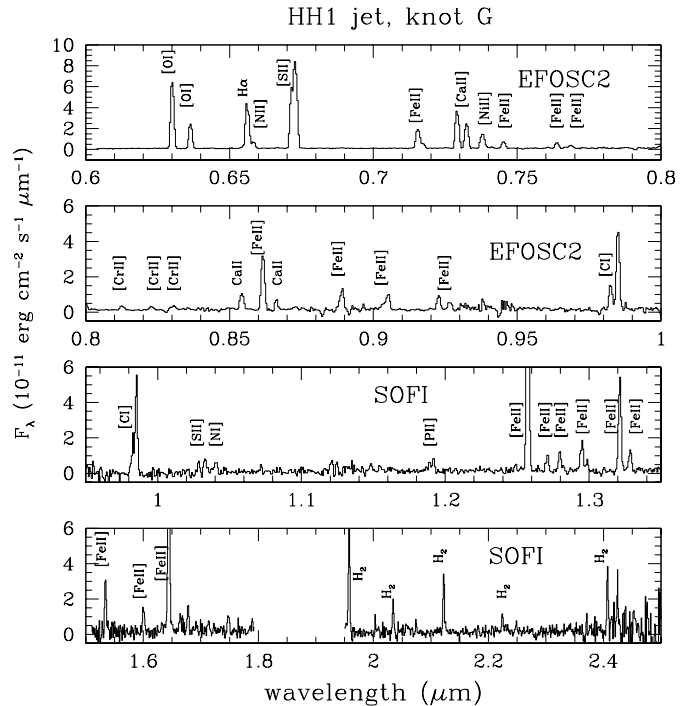 HH1 jet, knot G
10
8
6
4
2
0
[OI]
[OI]
Hα
[NII]
[SII]
[FeII]
[CaII]
[NiII]
[FeII]
[FeII]
[FeII]
EFOSC2
0.6
0.65
0.7
0.75
0.8
6
4
2
0
[CrII]
[CrII]
[CrII]
CaII
[FeII]
CaII
[FeII]
[FeII]
[FeII]
[CI]
EFOSC2
0.8
0.85
0.9
0.95
1
6
4
2
0
[CI]
[SII]
[NI]
[PII]
[FeII]
[FeII]
[FeII]
[FeII]
[FeII]
[FeII]
SOFI
1
1.1
1.2
1.3
6
4
2
0
[FeII]
[FeII]
[FeII]
H₂
H₂
H₂
H₂
H₂
SOFI
1.6
1.8
2
2.2
2.4
F_λ (10⁻¹¹ erg cm⁻² s⁻¹ μm⁻¹)
wavelength (μm)